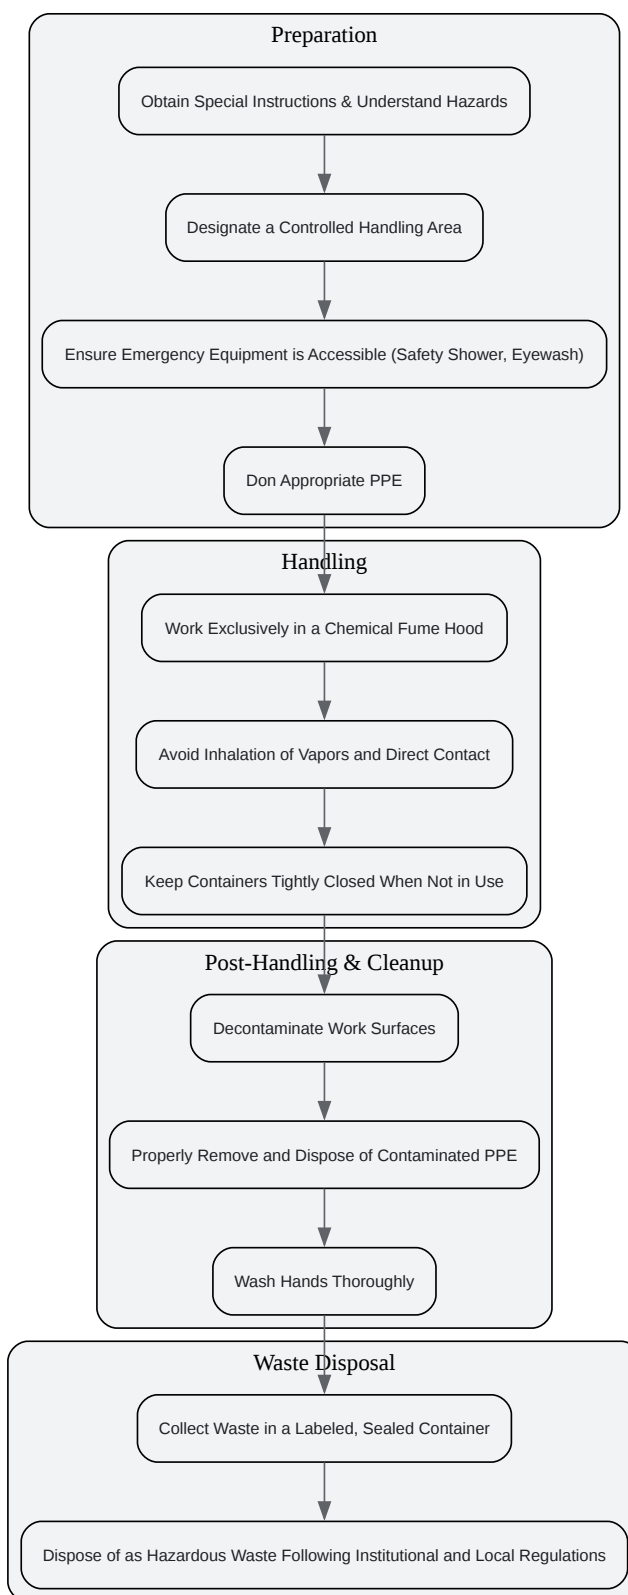 Preparation
Obtain Special Instructions & Understand Hazards
Designate a Controlled Handling Area
Ensure Emergency Equipment is Accessible (Safety Shower, Eyewash)
Don Appropriate PPE
Handling
Work Exclusively in a Chemical Fume Hood
Avoid Inhalation of Vapors and Direct Contact
Keep Containers Tightly Closed When Not in Use
Post-Handling & Cleanup
Decontaminate Work Surfaces
Properly Remove and Dispose of Contaminated PPE
Wash Hands Thoroughly
Waste Disposal
Collect Waste in a Labeled, Sealed Container
Dispose of as Hazardous Waste Following Institutional and Local Regulations